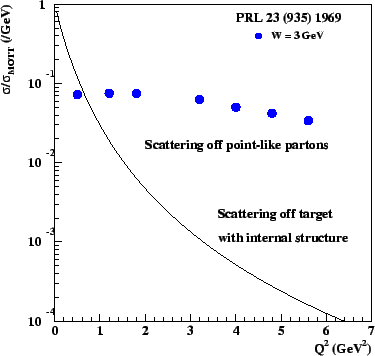 PRL 23 (935) 1969
W = 3 GeV
σ/σMOTT (/GeV)
1
10⁻¹
10⁻²
10⁻³
10⁻⁴
Scattering off point-like partons
Scattering off target
with internal structure
0 1 2 3 4 5 6 7
Q² (GeV²)